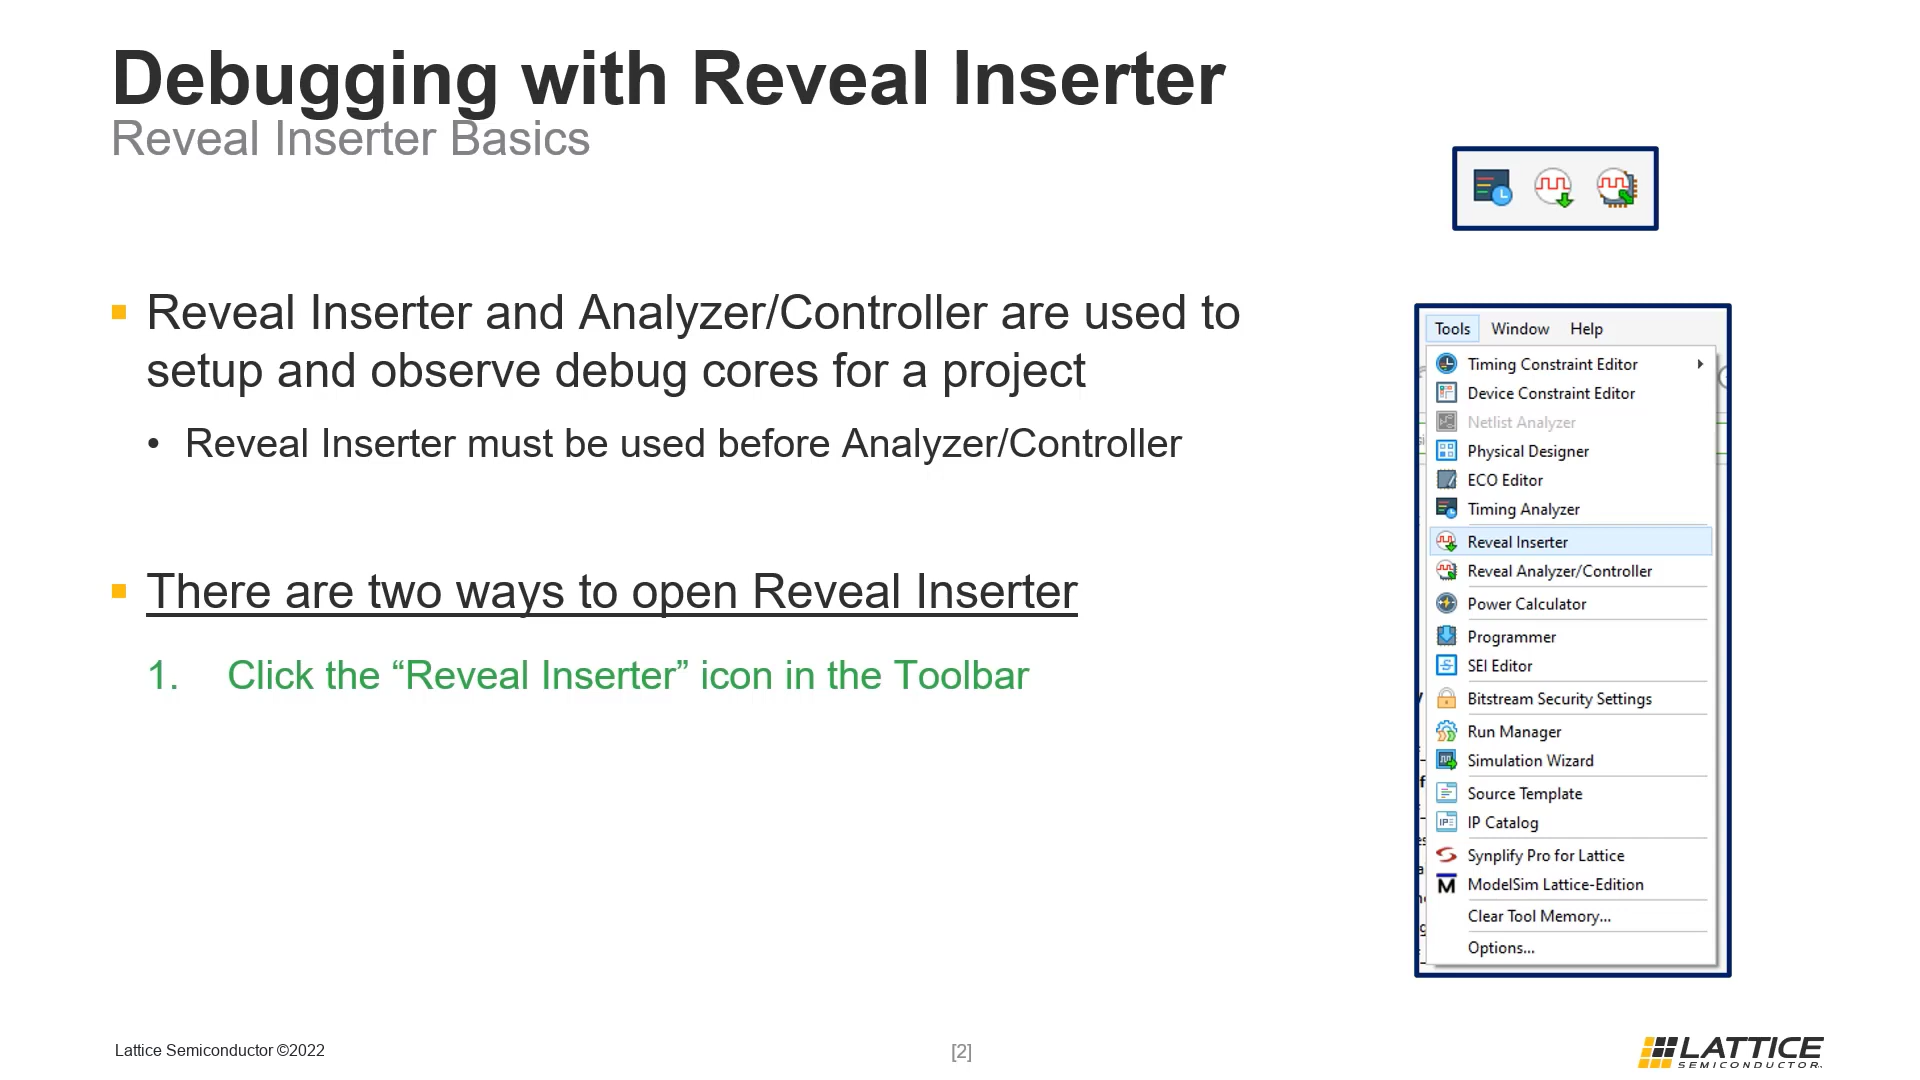 Debugging with Reveal Inserter
Reveal Inserter Basics
Reveal Inserter and Analyzer/Controller are used to
setup and observe debug cores for a project
• Reveal Inserter must be used before Analyzer/Controller
There are two ways to open Reveal Inserter
1. Click the “Reveal Inserter” icon in the Toolbar
Tools Window Help
Timing Constraint Editor
Device Constraint Editor
Netlist Analyzer
Physical Designer
ECO Editor
Timing Analyzer
Reveal Inserter
Reveal Analyzer/Controller
Power Calculator
Programmer
SEI Editor
Bitstream Security Settings
Run Manager
Simulation Wizard
Source Template
IP Catalog
Synplify Pro for Lattice
ModelSim Lattice-Edition
Clear Tool Memory...
Options...
Lattice Semiconductor ©2022
[2]
LATTICE
SEMICONDUCTOR